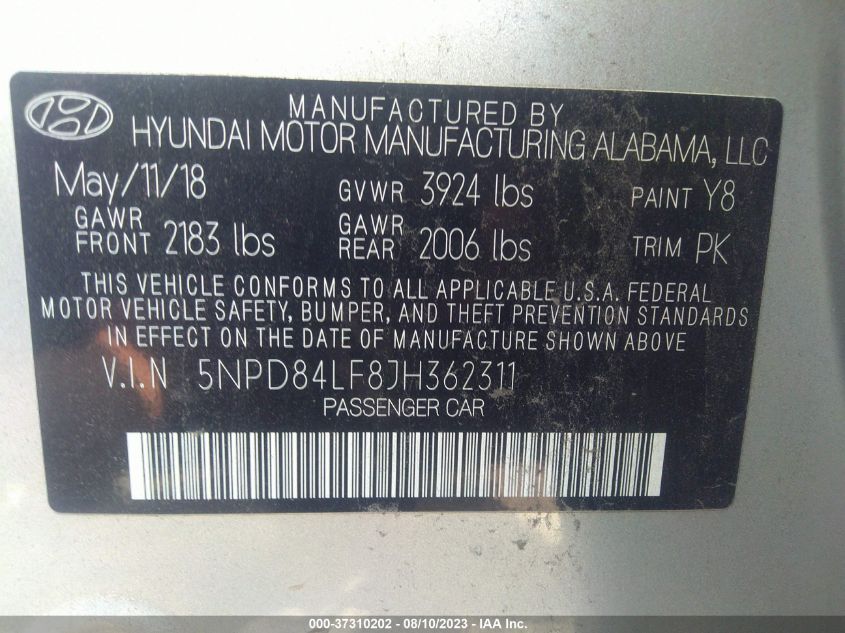 MANUFACTURED BY
HYUNDAI MOTOR MANUFACTURING ALABAMA, LLC
May/11/18 GVWR 3924 lbs PAINT Y8
GAWR FRONT 2183 lbs GAWR REAR 2006 lbs TRIM PK
THIS VEHICLE CONFORMS TO ALL APPLICABLE U.S.A. FEDERAL
MOTOR VEHICLE SAFETY, BUMPER, AND THEFT PREVENTION STANDARDS
IN EFFECT ON THE DATE OF MANUFACTURE SHOWN ABOVE
V.I.N 5NPD84LF8JH362311
PASSENGER CAR
000-37310202 - 08/10/2023 - IAA Inc.